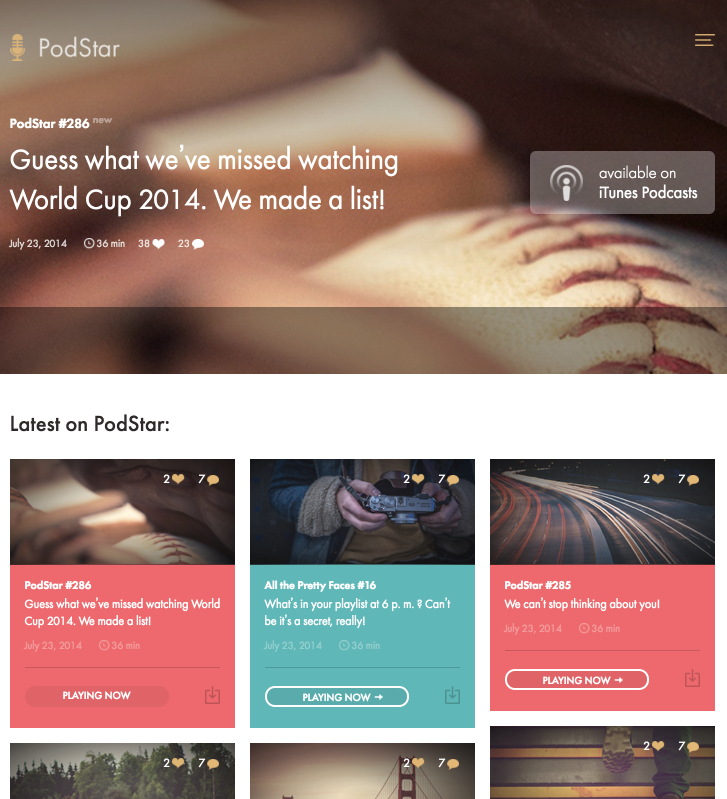 PodStar
PodStar #286 new
Guess what we've missed watching
World Cup 2014. We made a list!
available on
iTunes Podcasts
July 23, 2014 36 min 38 23
Latest on PodStar:
2 7
PodStar #286
Guess what we've missed watching World
Cup 2014. We made a list!
July 23, 2014 36 min
PLAYING NOW
2 7
All the Pretty Faces #16
What's in your playlist at 6 p. m. ? Can't
be it's a secret, really!
July 23, 2014 36 min
PLAYING NOW →
2 7
PodStar #285
We can't stop thinking about you!
July 23, 2014 36 min
PLAYING NOW →
2 7
2 7
2 7